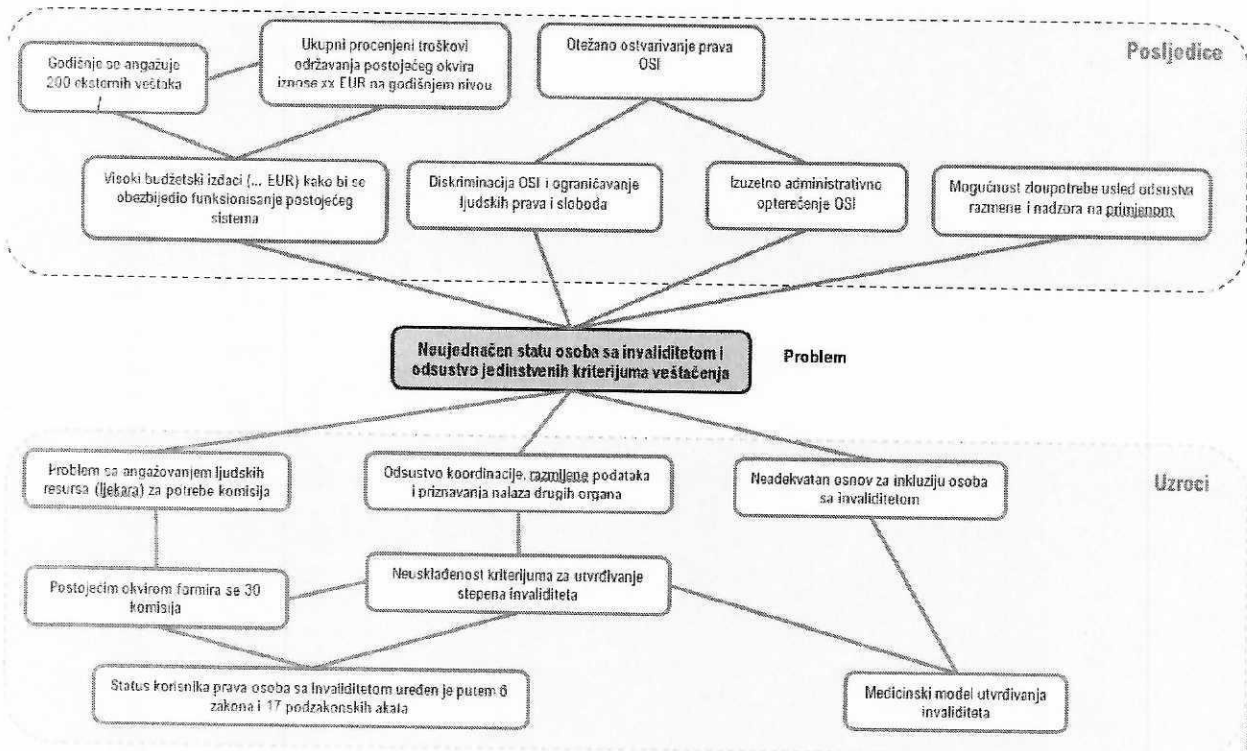 Posljedice
Godišnje se angažuje
200 eksternih veštaka
Ukupni procenjeni troškovi
održavanja postojećeg okvira
iznose xx EUR na godišnjem nivou
Otežano ostvarivanje prava
OSI
Visoki budžetski izdaci (... EUR) kako bi se
obezbijedio funksionisanje postojećeg
sistema
Diskriminacija OSI i ograničavanje
ljudskih prava i sloboda
Izuzetno administrativno
opterećenje OSI
Mogućnost zloupotrebe usled odsustva
razmene i nadzora na primjenom
Neujednačen statu osoba sa invaliditetom i
odsustvo jedinstvenih kriterijuma veštačenja
Problem
Uzroci
Problem sa angažovanjem ljudskih
resursa (ljekara) za potrebe komisija
Odsustvo koordinacije, razmljene podataka
i priznavanja nalaza drugih organa
Neadekvatan osnov za inkluziju osoba
sa invaliditetom
Postojećim okvirom formira se 30
komisija
Neusklađenost kriterijuma za utvrđivanje
stepena invaliditeta
Status korisnika prava osoba sa invaliditetom uređen je putem 6
zakona i 17 podzakonskih akata
Medicinski model utvrđivanja
invaliditeta